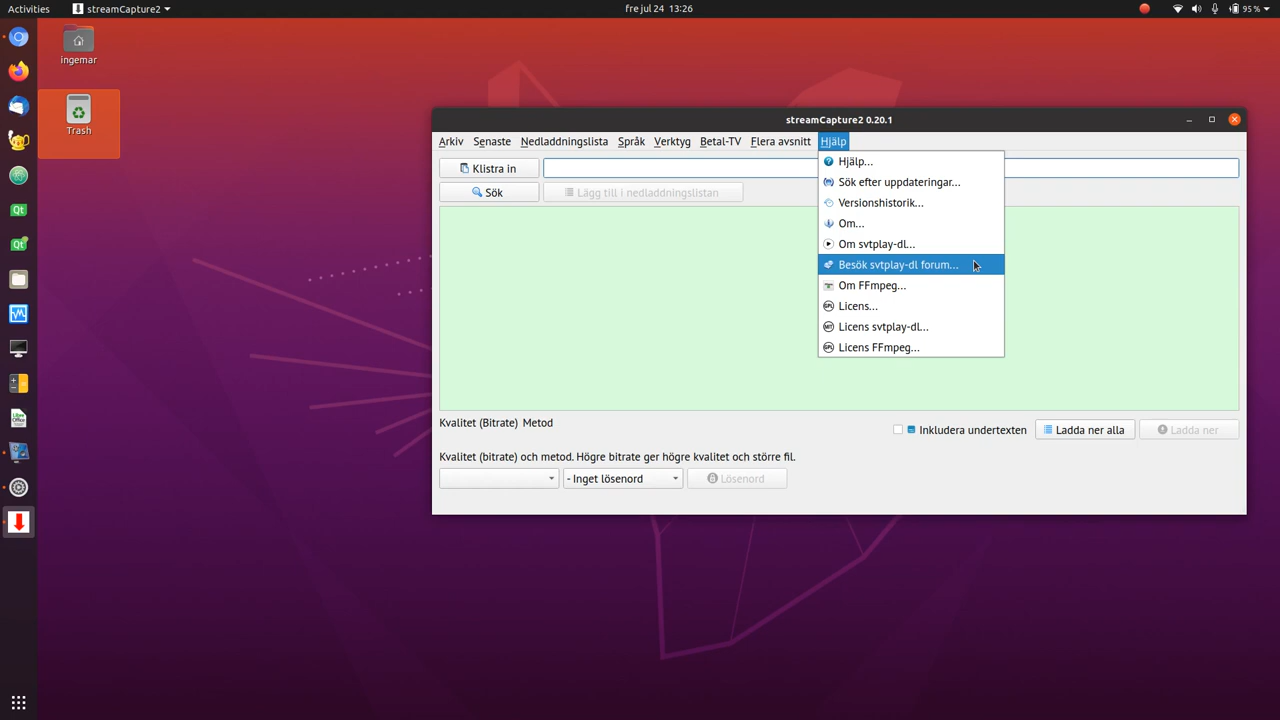 Activities streamCapture2 fre jul 24 13:26 95 %
ingemar
Trash
streamCapture2 0.20.1
Arkiv Senaste Nedladdningslista Språk Verktyg Betal-TV Flera avsnitt Hjälp
Klistra in
Sök Lägg till i nedladdningslistan
Hjälp...
Sök efter uppdateringar...
Versionshistorik...
Om...
Om svtplay-dl...
Besök svtplay-dl forum...
Om FFmpeg...
Licens...
Licens svtplay-dl...
Licens FFmpeg...
Kvalitet (Bitrate) Metod
Inkludera undertexten Ladda ner alla Ladda ner
Kvalitet (bitrate) och metod. Högre bitrate ger högre kvalitet och större fil.
- Inget lösenord Lösenord